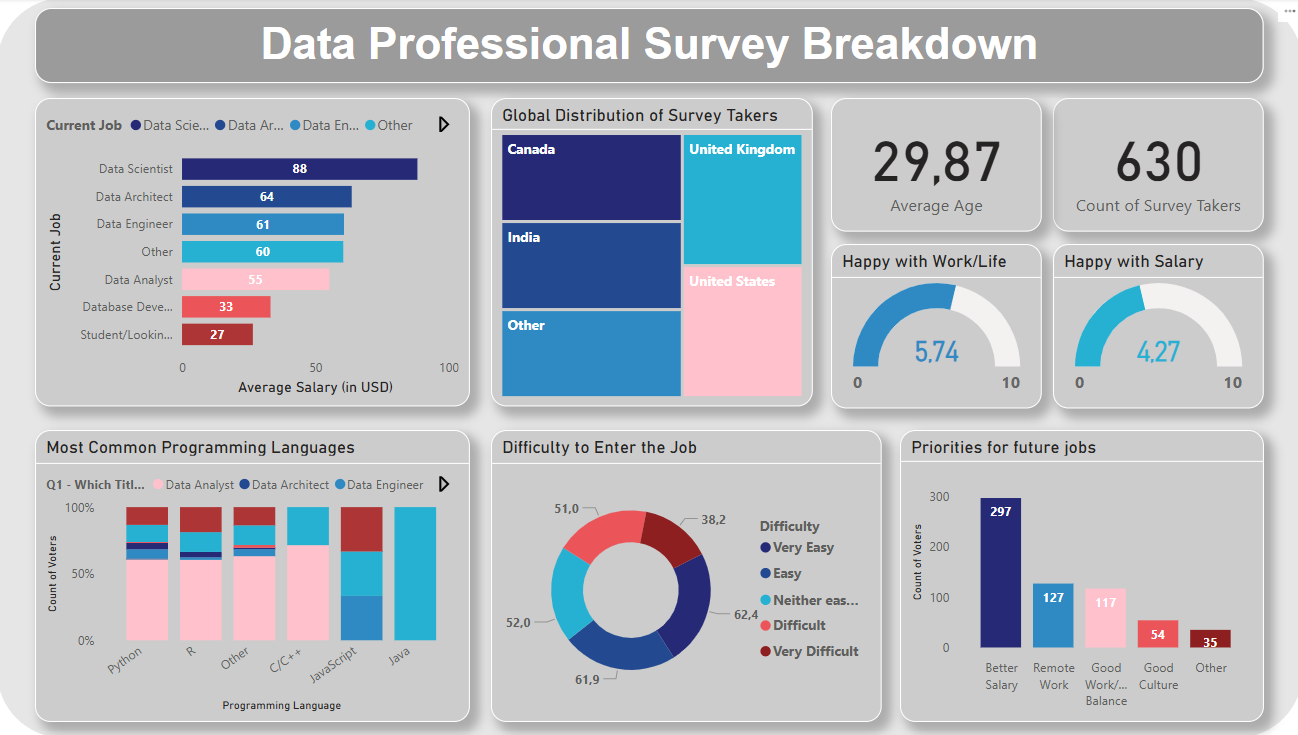 Data Professional Survey Breakdown
Current Job Data Scie... Data Ar... Data En... Other
Current Job
Data Scientist 88
Data Architect 64
Data Engineer 61
Other 60
Data Analyst 55
Database Deve... 33
Student/Lookin... 27
0 50 100
Average Salary (in USD)
Global Distribution of Survey Takers
Canada
United Kingdom
India
United States
Other
29,87
Average Age
630
Count of Survey Takers
Happy with Work/Life
5,74
0 10
Happy with Salary
4,27
0 10
Most Common Programming Languages
Q1 - Which Titl... Data Analyst Data Architect Data Engineer
Count of Voters
100%
50%
0%
Python R Other C/C++ JavaScript Java
Programming Language
Difficulty to Enter the Job
51,0
38,2
52,0
62,4
61,9
Difficulty
Very Easy
Easy
Neither eas...
Difficult
Very Difficult
Priorities for future jobs
Count of Voters
300
200
100
0
297
127
117
54
35
Better Salary
Remote Work
Good Work/... Balance
Good Culture
Other